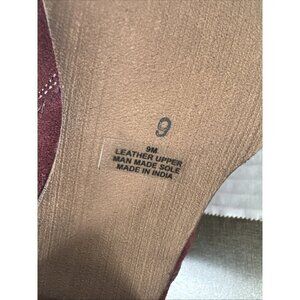 9
9M
LEATHER UPPER
MAN MADE SOLE
MADE IN INDIA